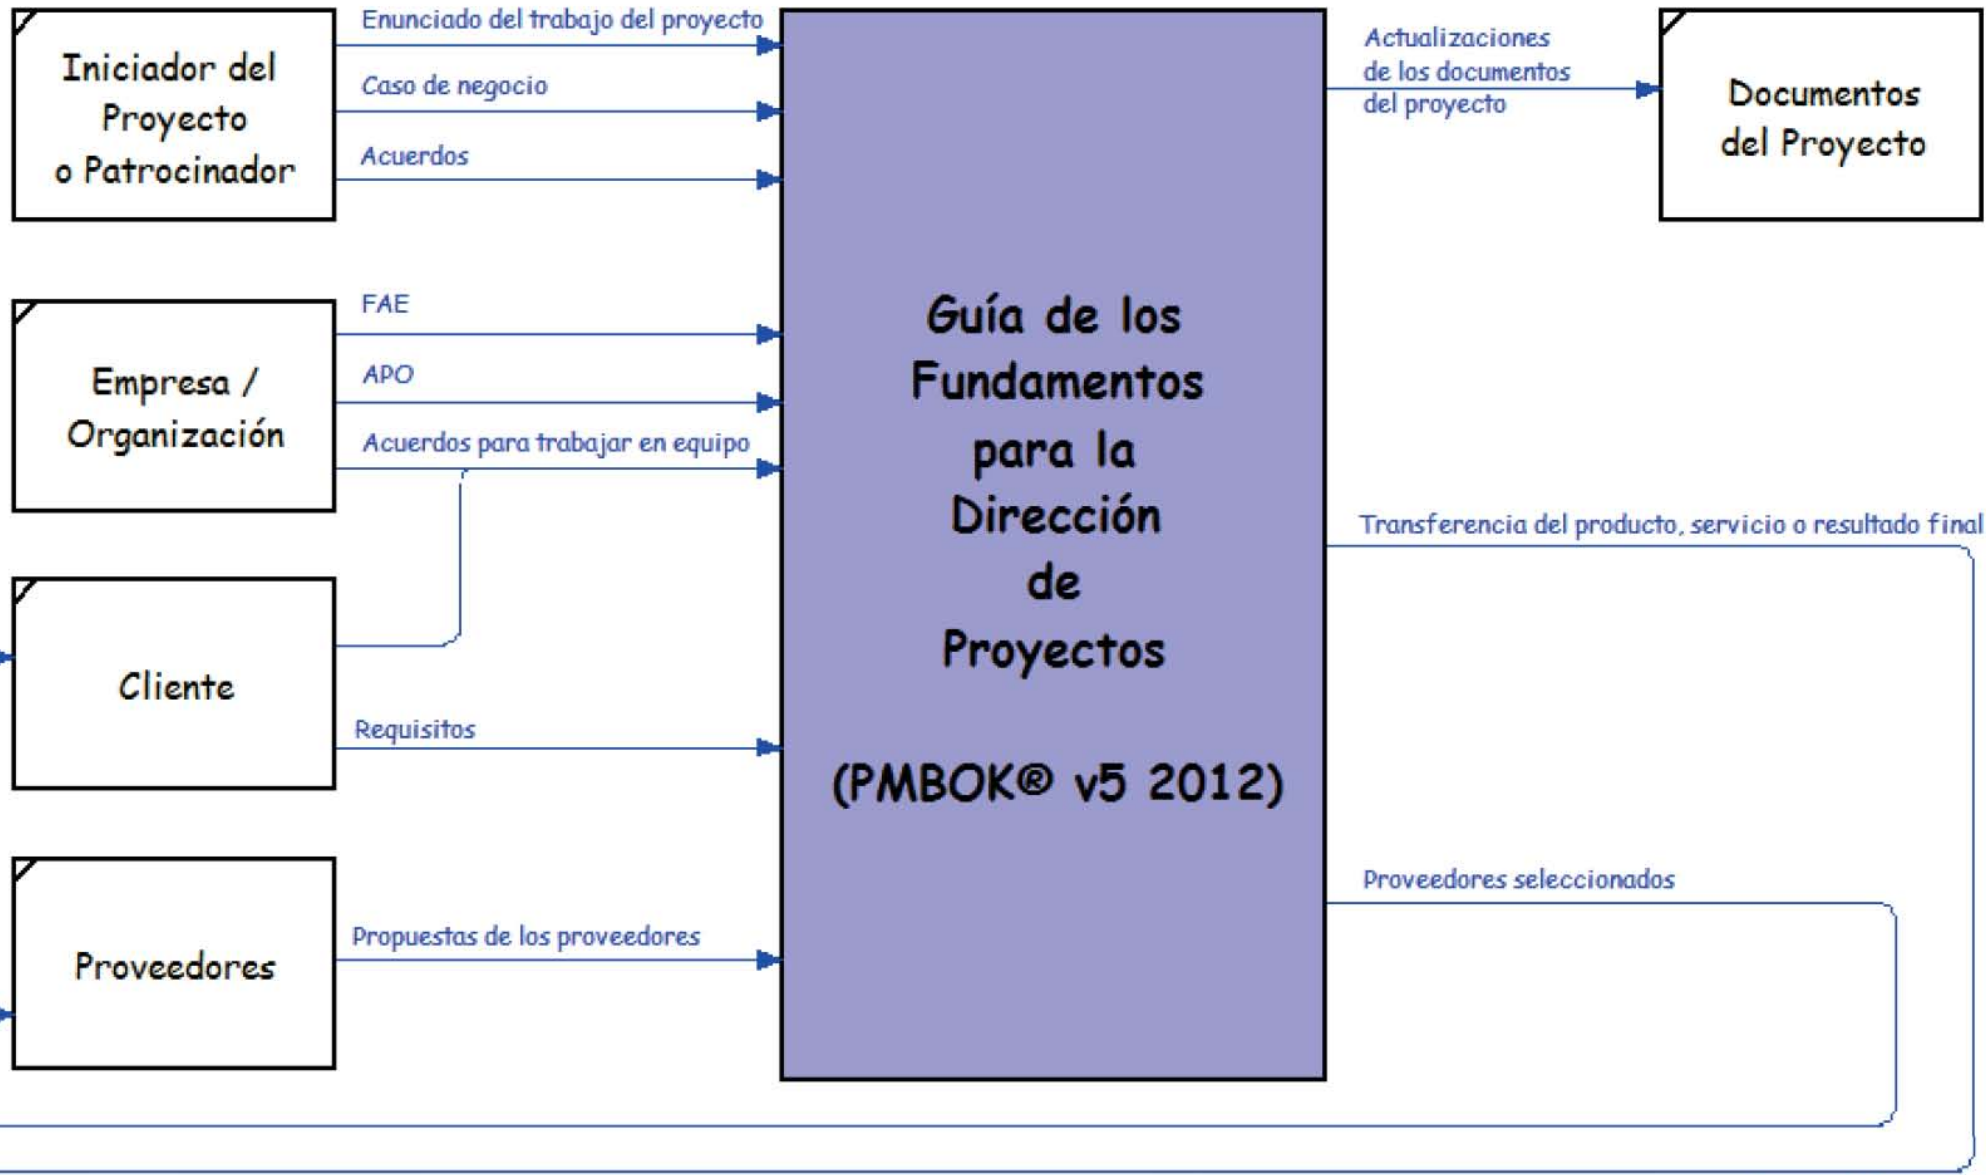 Iniciador del
Proyecto
o Patrocinador
Enunciado del trabajo del proyecto
Caso de negocio
Acuerdos
Empresa /
Organización
FAE
APO
Acuerdos para trabajar en equipo
Cliente
Requisitos
Proveedores
Propuestas de los proveedores
Guía de los
Fundamentos
para la
Dirección
de
Proyectos
(PMBOK® v5 2012)
Actualizaciones
de los documentos
del proyecto
Documentos
del Proyecto
Transferencia del producto, servicio o resultado final
Proveedores seleccionados